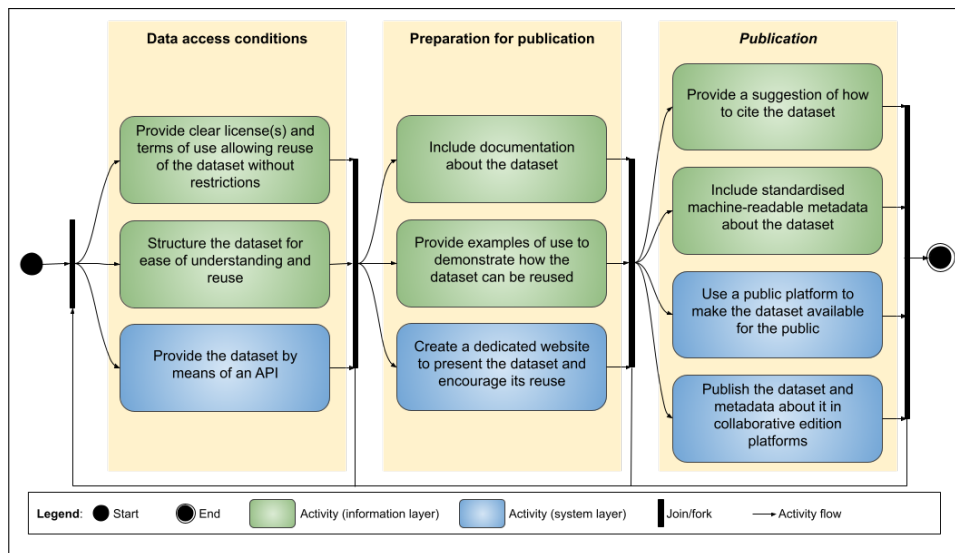 Data access conditions
Provide clear license(s) and
terms of use allowing reuse
of the dataset without
restrictions
Structure the dataset for
ease of understanding and
reuse
Provide the dataset by
means of an API
Preparation for publication
Include documentation
about the dataset
Provide examples of use to
demonstrate how the
dataset can be reused
Create a dedicated website
to present the dataset and
encourage its reuse
Publication
Provide a suggestion of how
to cite the dataset
Include standardised
machine-readable metadata
about the dataset
Use a public platform to
make the dataset available
for the public
Publish the dataset and
metadata about it in
collaborative edition
platforms
Legend: Start End Activity (information layer) Activity (system layer) Join/fork Activity flow